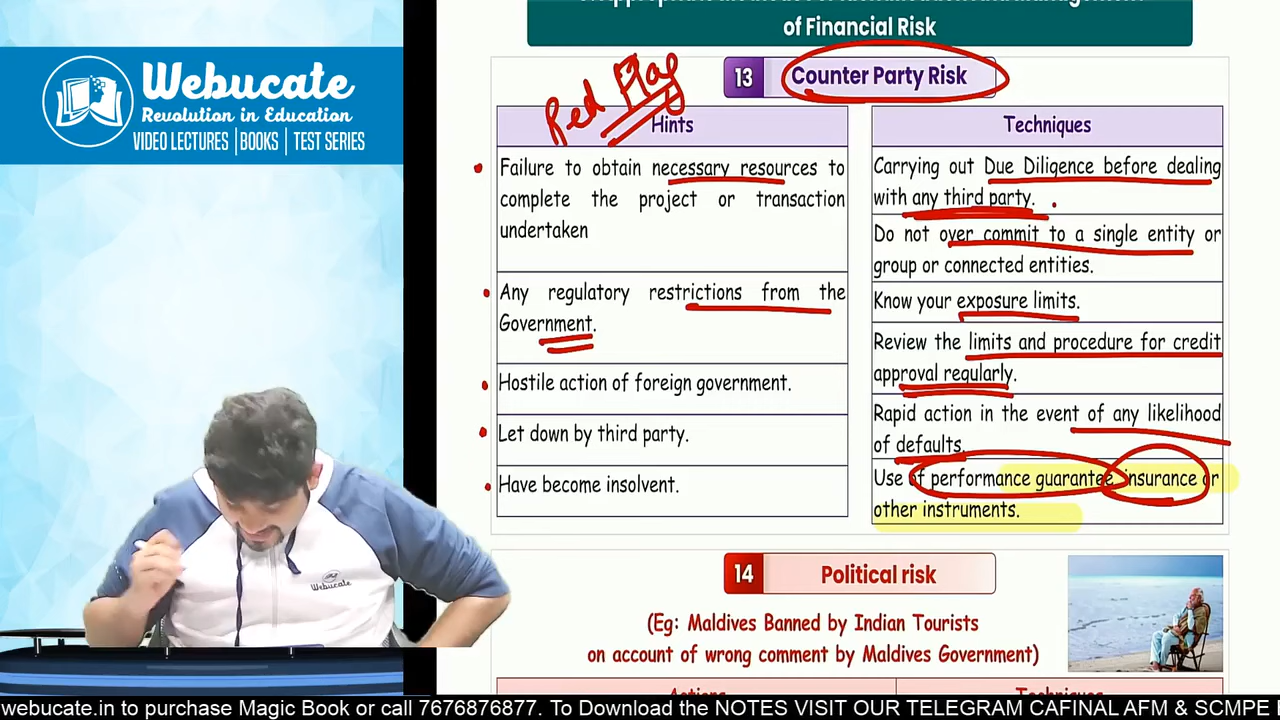 of Financial Risk
Webucate
Revolution in Education
VIDEO LECTURES | BOOKS | TEST SERIES
13 Counter Party Risk
Red Flag
Hints
Failure to obtain necessary resources to
complete the project or transaction
undertaken
Any regulatory restrictions from the
Government.
Hostile action of foreign government.
Let down by third party.
Have become insolvent.
Techniques
Carrying out Due Diligence before dealing
with any third party.
Do not over commit to a single entity or
group or connected entities.
Know your exposure limits.
Review the limits and procedure for credit
approval regularly.
Rapid action in the event of any likelihood
of defaults.
Use of performance guarantee, insurance or
other instruments.
Webucate
14 Political risk
(Eg: Maldives Banned by Indian Tourists
on account of wrong comment by Maldives Government)
Actions
Techniques
webucate.in to purchase Magic Book or call 7676876877. To Download the NOTES VISIT OUR TELEGRAM CAFINAL AFM & SCMPE